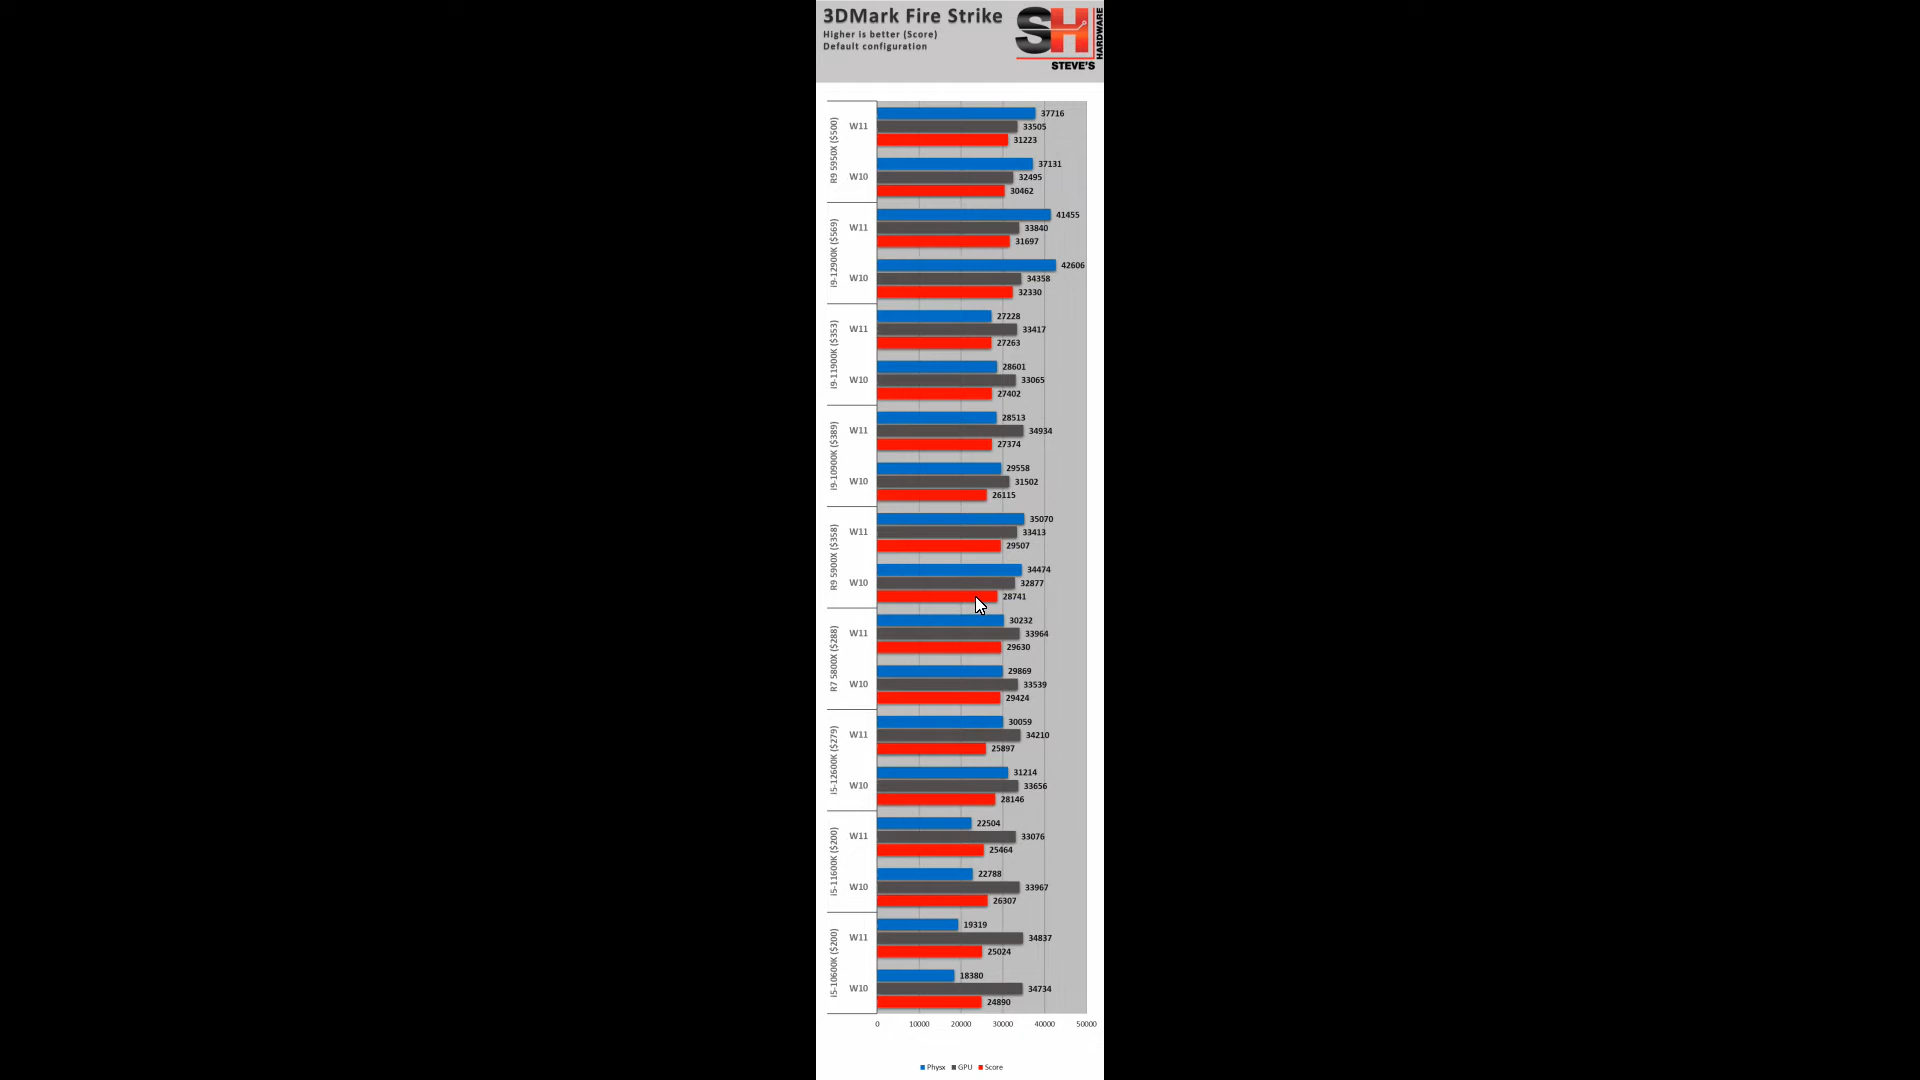 3DMark Fire Strike
Higher is better (Score)
Default configuration
SH
HARDWARE
STEVE'S
R9 5950X ($500)
W11
37716
33505
31223
W10
37131
32495
30462
i9-12900K ($569)
W11
41455
33840
31697
W10
42606
34358
32330
i9-11900K ($353)
W11
27228
33417
27263
W10
28601
33065
27402
i9-10900K ($389)
W11
28513
34934
27374
W10
29558
31502
26115
R9 5900X ($358)
W11
35070
33413
29507
W10
34474
32877
28741
R7 5800X ($288)
W11
30232
33964
29630
W10
29869
33539
29424
i5-12600K ($279)
W11
30059
34210
25897
W10
31214
33656
28146
i5-11600K ($200)
W11
22504
33076
25464
W10
22788
33967
26307
i5-10600K ($200)
W11
19319
34837
25024
W10
18380
34734
24890
0 10000 20000 30000 40000 50000
Physx GPU Score